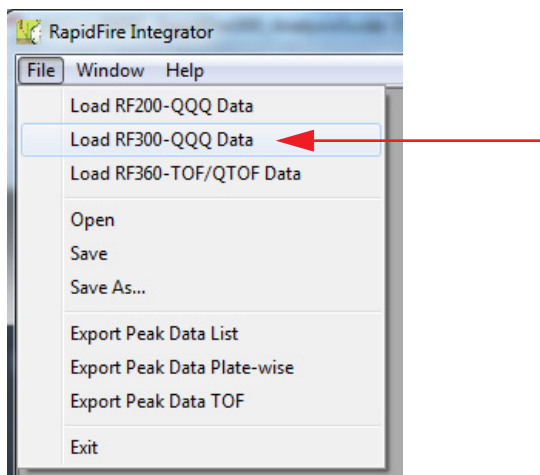 RapidFire Integrator
File Window Help
Load RF200-QQQ Data
Load RF300-QQQ Data
Load RF360-TOF/QTOF Data
Open
Save
Save As...
Export Peak Data List
Export Peak Data Plate-wise
Export Peak Data TOF
Exit